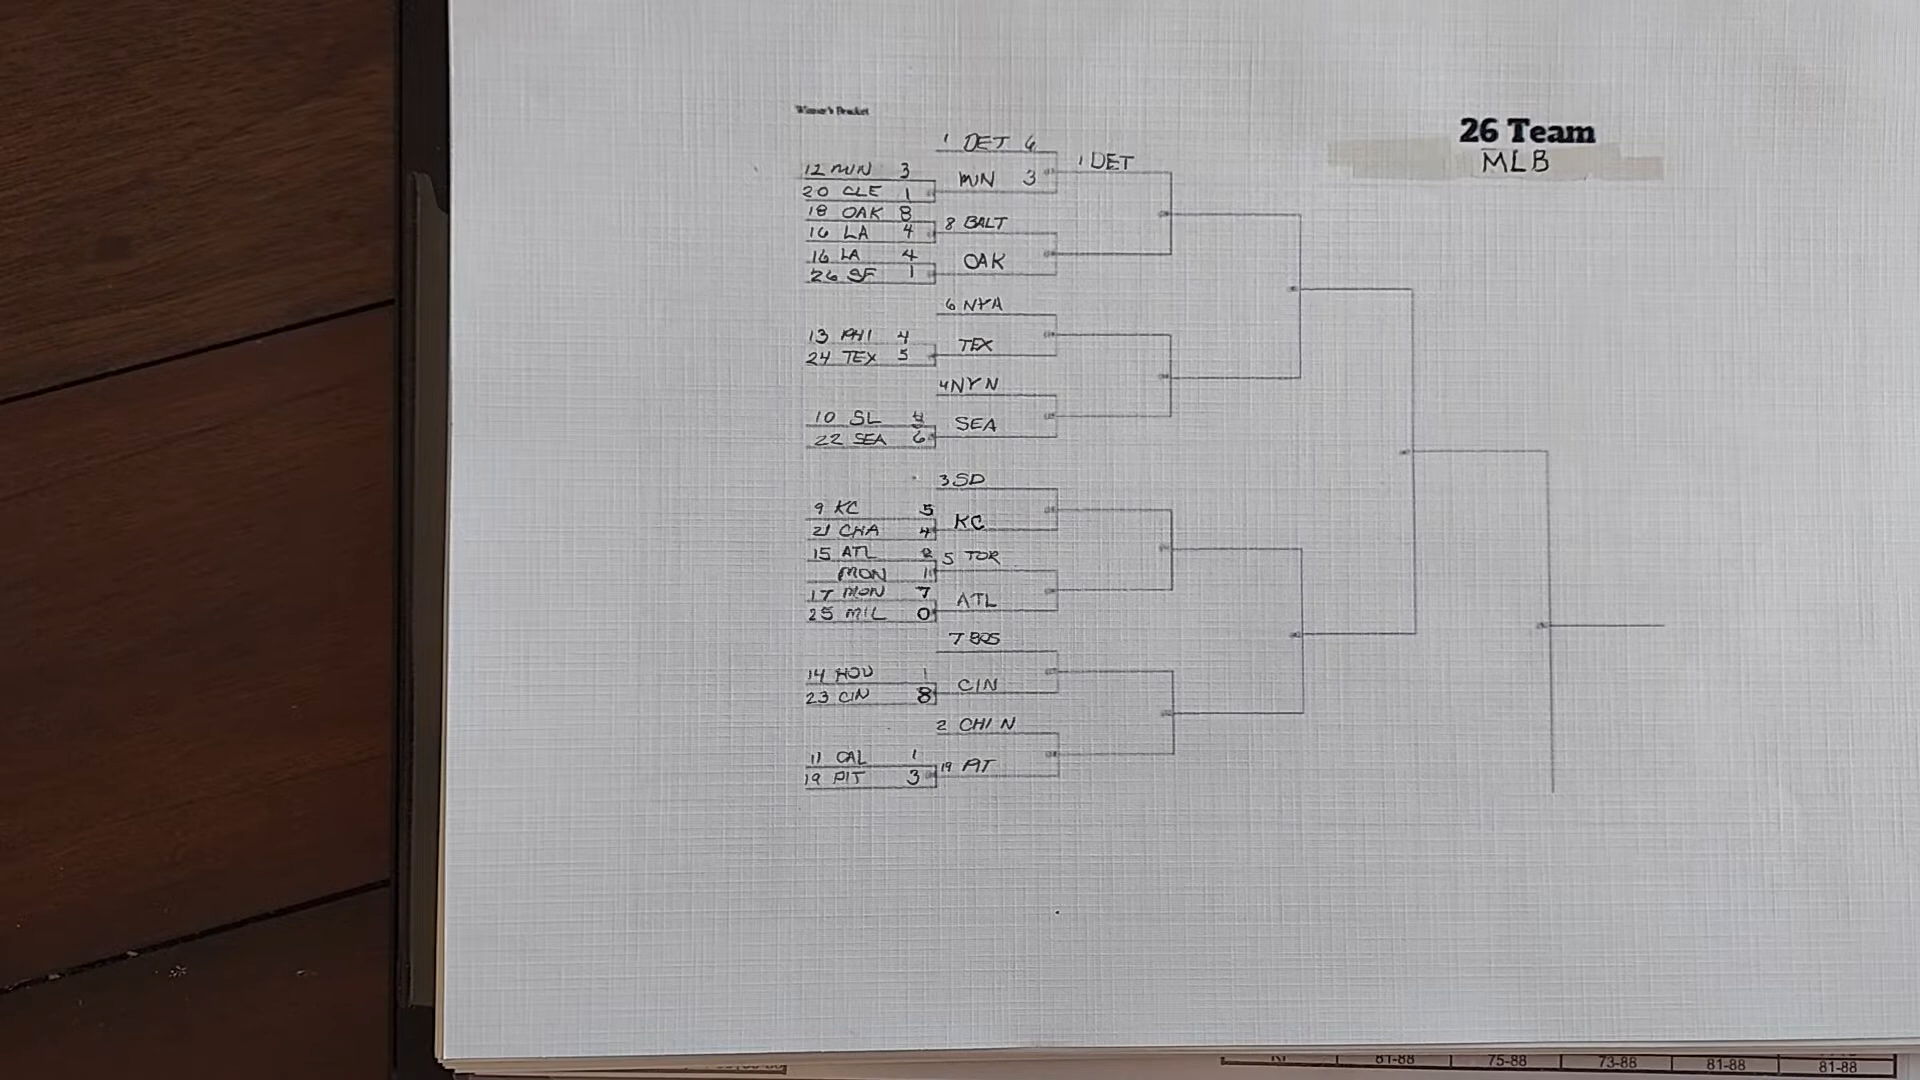 Winner's Bracket
26 Team
MLB
1 DET 6
1 DET
12 MIN 3
MIN 3
20 CLE 1
18 OAK 8
8 BALT
16 LA 4
16 LA 4
OAK
26 SF 1
6 NYA
13 PHI 4
TEX
24 TEX 5
4 NYN
10 SL
SEA
22 SEA 6
3 SD
9 KC 5
KC
21 CHA 4
15 ATL 2
5 TOR
MON 1
17 MON 7
ATL
25 MIL 0
7 BOS
14 HOU 1
CIN
23 CIN 8
2 CHI N
11 CAL 1
19 PIT
19 PIT 3
81-88 75-88 73-88 81-88 81-88